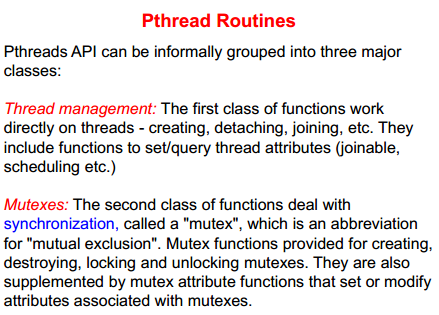 Pthread Routines
Pthreads API can be informally grouped into three major
classes:
Thread management: The first class of functions work
directly on threads - creating, detaching, joining, etc. They
include functions to set/query thread attributes (joinable,
scheduling etc.)
Mutexes: The second class of functions deal with
synchronization, called a "mutex", which is an abbreviation
for "mutual exclusion". Mutex functions provided for creating,
destroying, locking and unlocking mutexes. They are also
supplemented by mutex attribute functions that set or modify
attributes associated with mutexes.